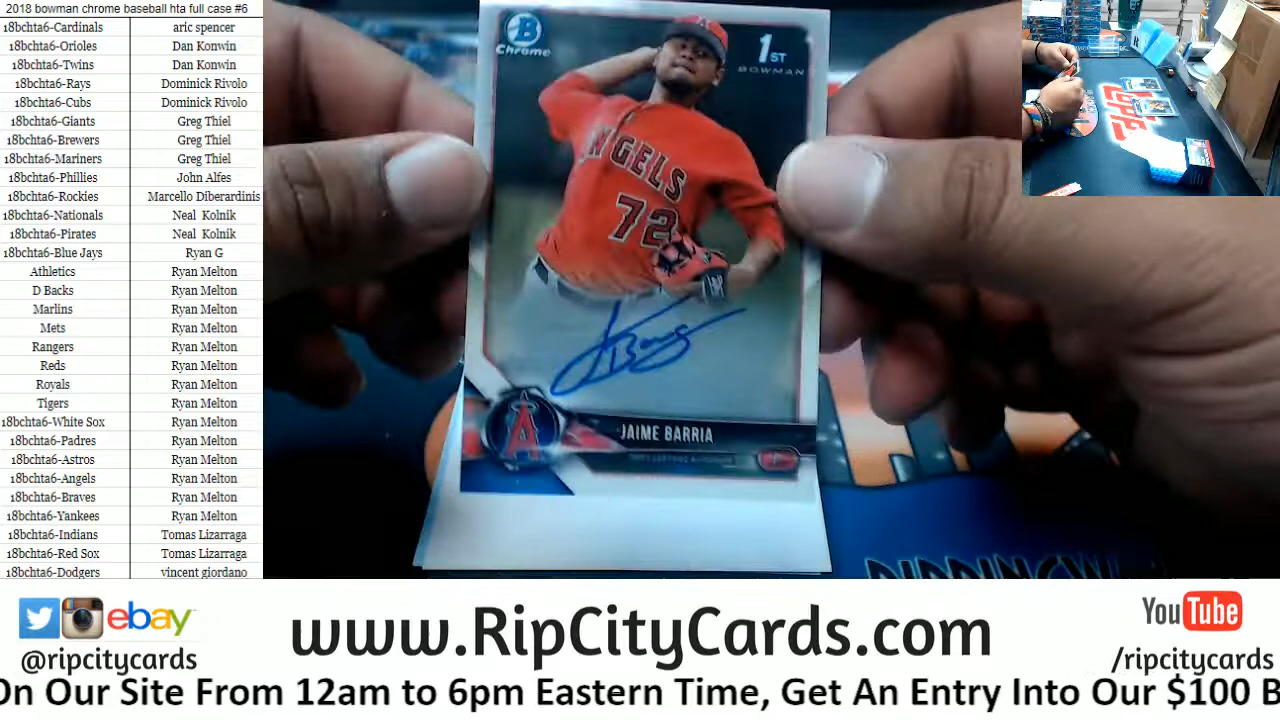 2018 bowman chrome baseball hta full case #6
18bchta6-Cardinals aric spencer
18bchta6-Orioles Dan Konwin
18bchta6-Twins Dan Konwin
18bchta6-Rays Dominick Rivolo
18bchta6-Cubs Dominick Rivolo
18bchta6-Giants Greg Thiel
18bchta6-Brewers Greg Thiel
18bchta6-Mariners Greg Thiel
18bchta6-Phillies John Alfes
18bchta6-Rockies Marcello Diberardinis
18bchta6-Nationals Neal Kolnik
18bchta6-Pirates Neal Kolnik
18bchta6-Blue Jays Ryan G
Athletics Ryan Melton
D Backs Ryan Melton
Marlins Ryan Melton
Mets Ryan Melton
Rangers Ryan Melton
Reds Ryan Melton
Royals Ryan Melton
Tigers Ryan Melton
18bchta6-White Sox Ryan Melton
18bchta6-Padres Ryan Melton
18bchta6-Astros Ryan Melton
18bchta6-Angels Ryan Melton
18bchta6-Braves Ryan Melton
18bchta6-Yankees Ryan Melton
18bchta6-Indians Tomas Lizarraga
18bchta6-Red Sox Tomas Lizarraga
18bchta6-Dodgers vincent giordano
B
Chrome
1ST
BOWMAN
ANGELS
72
A
JAIME BARRIA
P
ebay
@ripcitycards
www.RipCityCards.com
YouTube
/ripcitycards
On Our Site From 12am to 6pm Eastern Time, Get An Entry Into Our $100 B